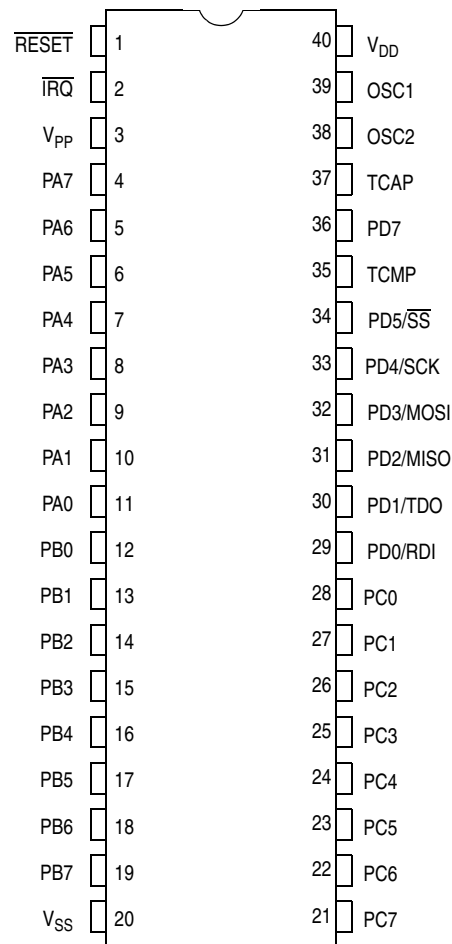 R̅E̅S̅E̅T̅ 1 40 VDD
I̅R̅Q̅ 2 39 OSC1
VPP 3 38 OSC2
PA7 4 37 TCAP
PA6 5 36 PD7
PA5 6 35 TCMP
PA4 7 34 PD5/S̅S̅
PA3 8 33 PD4/SCK
PA2 9 32 PD3/MOSI
PA1 10 31 PD2/MISO
PA0 11 30 PD1/TDO
PB0 12 29 PD0/RDI
PB1 13 28 PC0
PB2 14 27 PC1
PB3 15 26 PC2
PB4 16 25 PC3
PB5 17 24 PC4
PB6 18 23 PC5
PB7 19 22 PC6
VSS 20 21 PC7